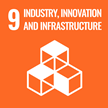 9 INDUSTRY, INNOVATION
AND INFRASTRUCTURE